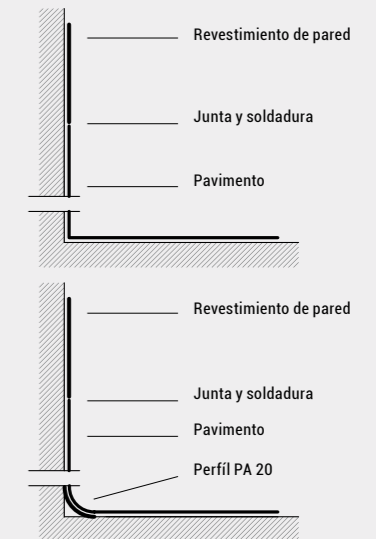 Revestimiento de pared
Junta y soldadura
Pavimento
Revestimiento de pared
Junta y soldadura
Pavimento
Perfíl PA 20